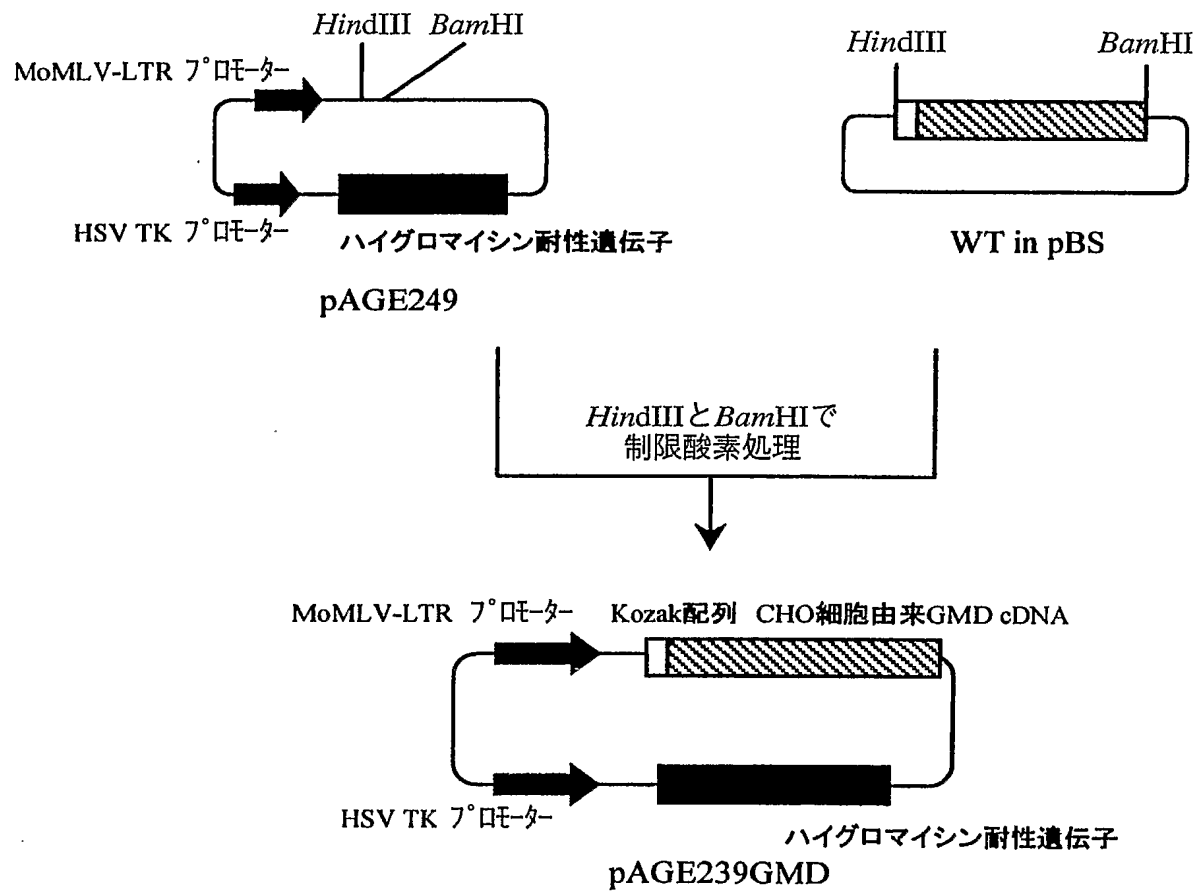 HindIII BamHI
MoMLV-LTR プロモーター
HSV TK プロモーター
ハイグロマイシン耐性遺伝子
pAGE249
HindIII BamHI
WT in pBS
HindIIIとBamHIで
制限酸素処理
MoMLV-LTR プロモーター Kozak配列 CHO細胞由来GMD cDNA
HSV TK プロモーター
ハイグロマイシン耐性遺伝子
pAGE239GMD